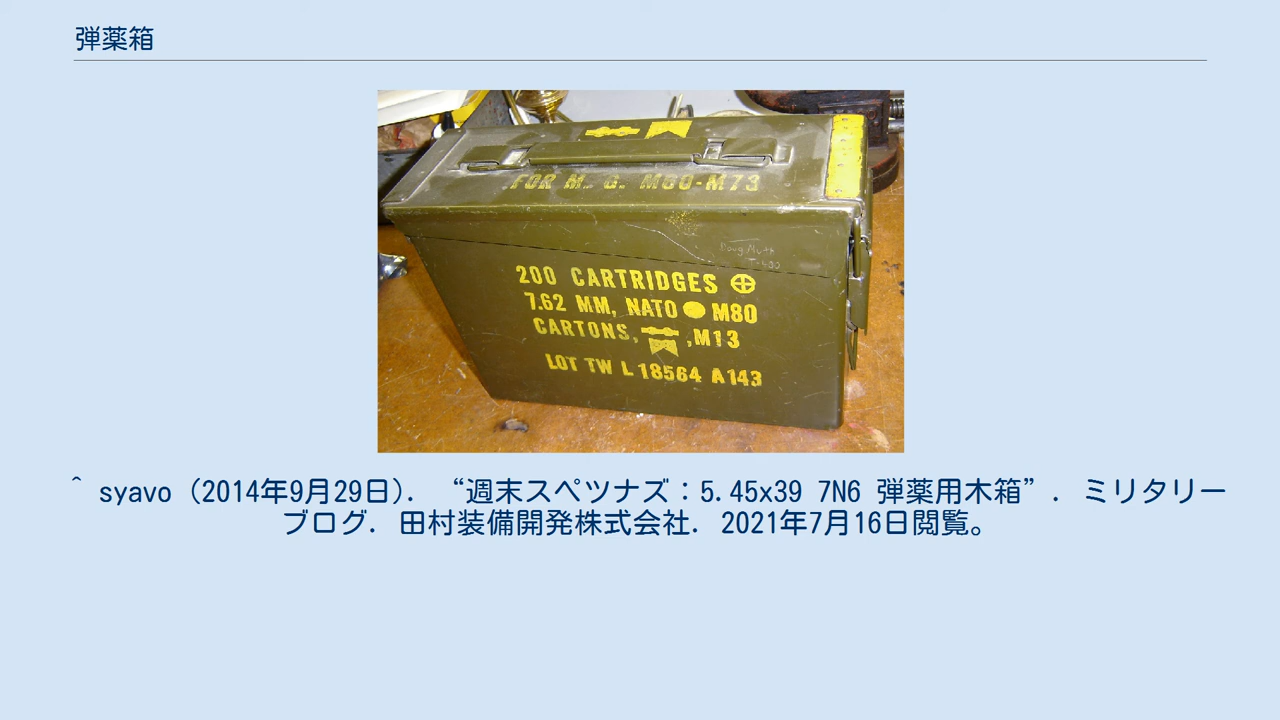 弾薬箱
FOR M. G. M60-M73
Doug Muth
T-400
200 CARTRIDGES ⊕
7.62 MM, NATO ● M80
CARTONS, ,M13
LOT TW L 18564 A143
^ syavo (2014年9月29日). “週末スペツナズ：5.45x39 7N6 弾薬用木箱”. ミリタリー
ブログ. 田村装備開発株式会社. 2021年7月16日閲覧。